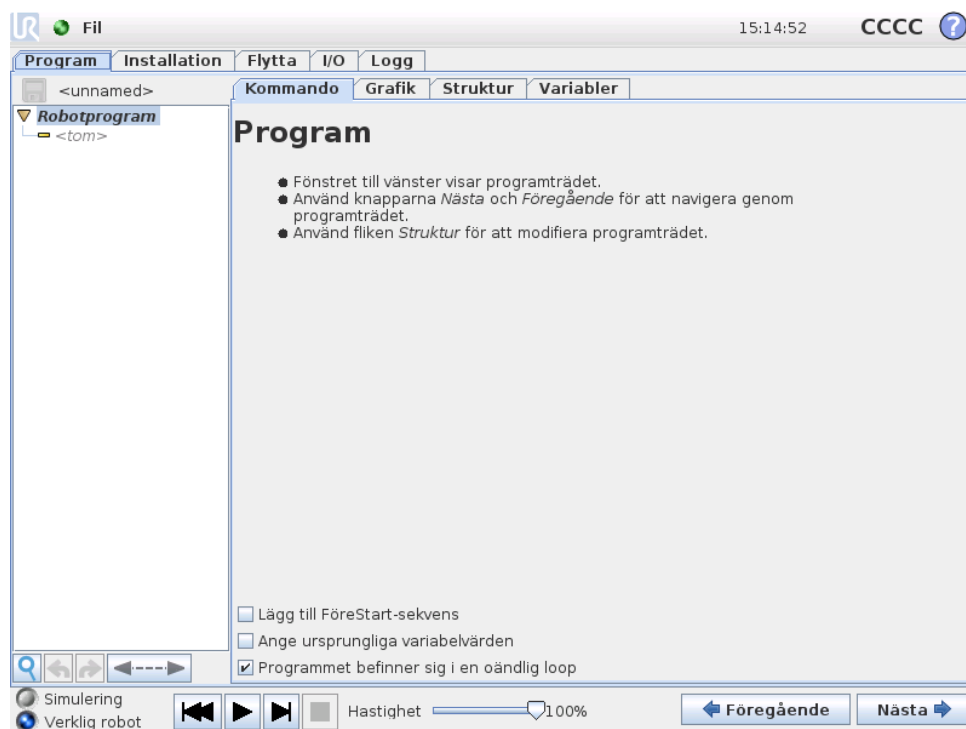 UR Fil 15:14:52 CCCC ?
Program Installation Flytta I/O Logg
<unnamed>
Kommando Grafik Struktur Variabler
Robotprogram
<tom>
Program
Fönstret till vänster visar programträdet.
Använd knapparna Nästa och Föregående för att navigera genom
programträdet.
Använd fliken Struktur för att modifiera programträdet.
Lägg till FöreStart-sekvens
Ange ursprungliga variabelvärden
Programmet befinner sig i en oändlig loop
Simulering
Verklig robot
Hastighet 100%
Föregående
Nästa